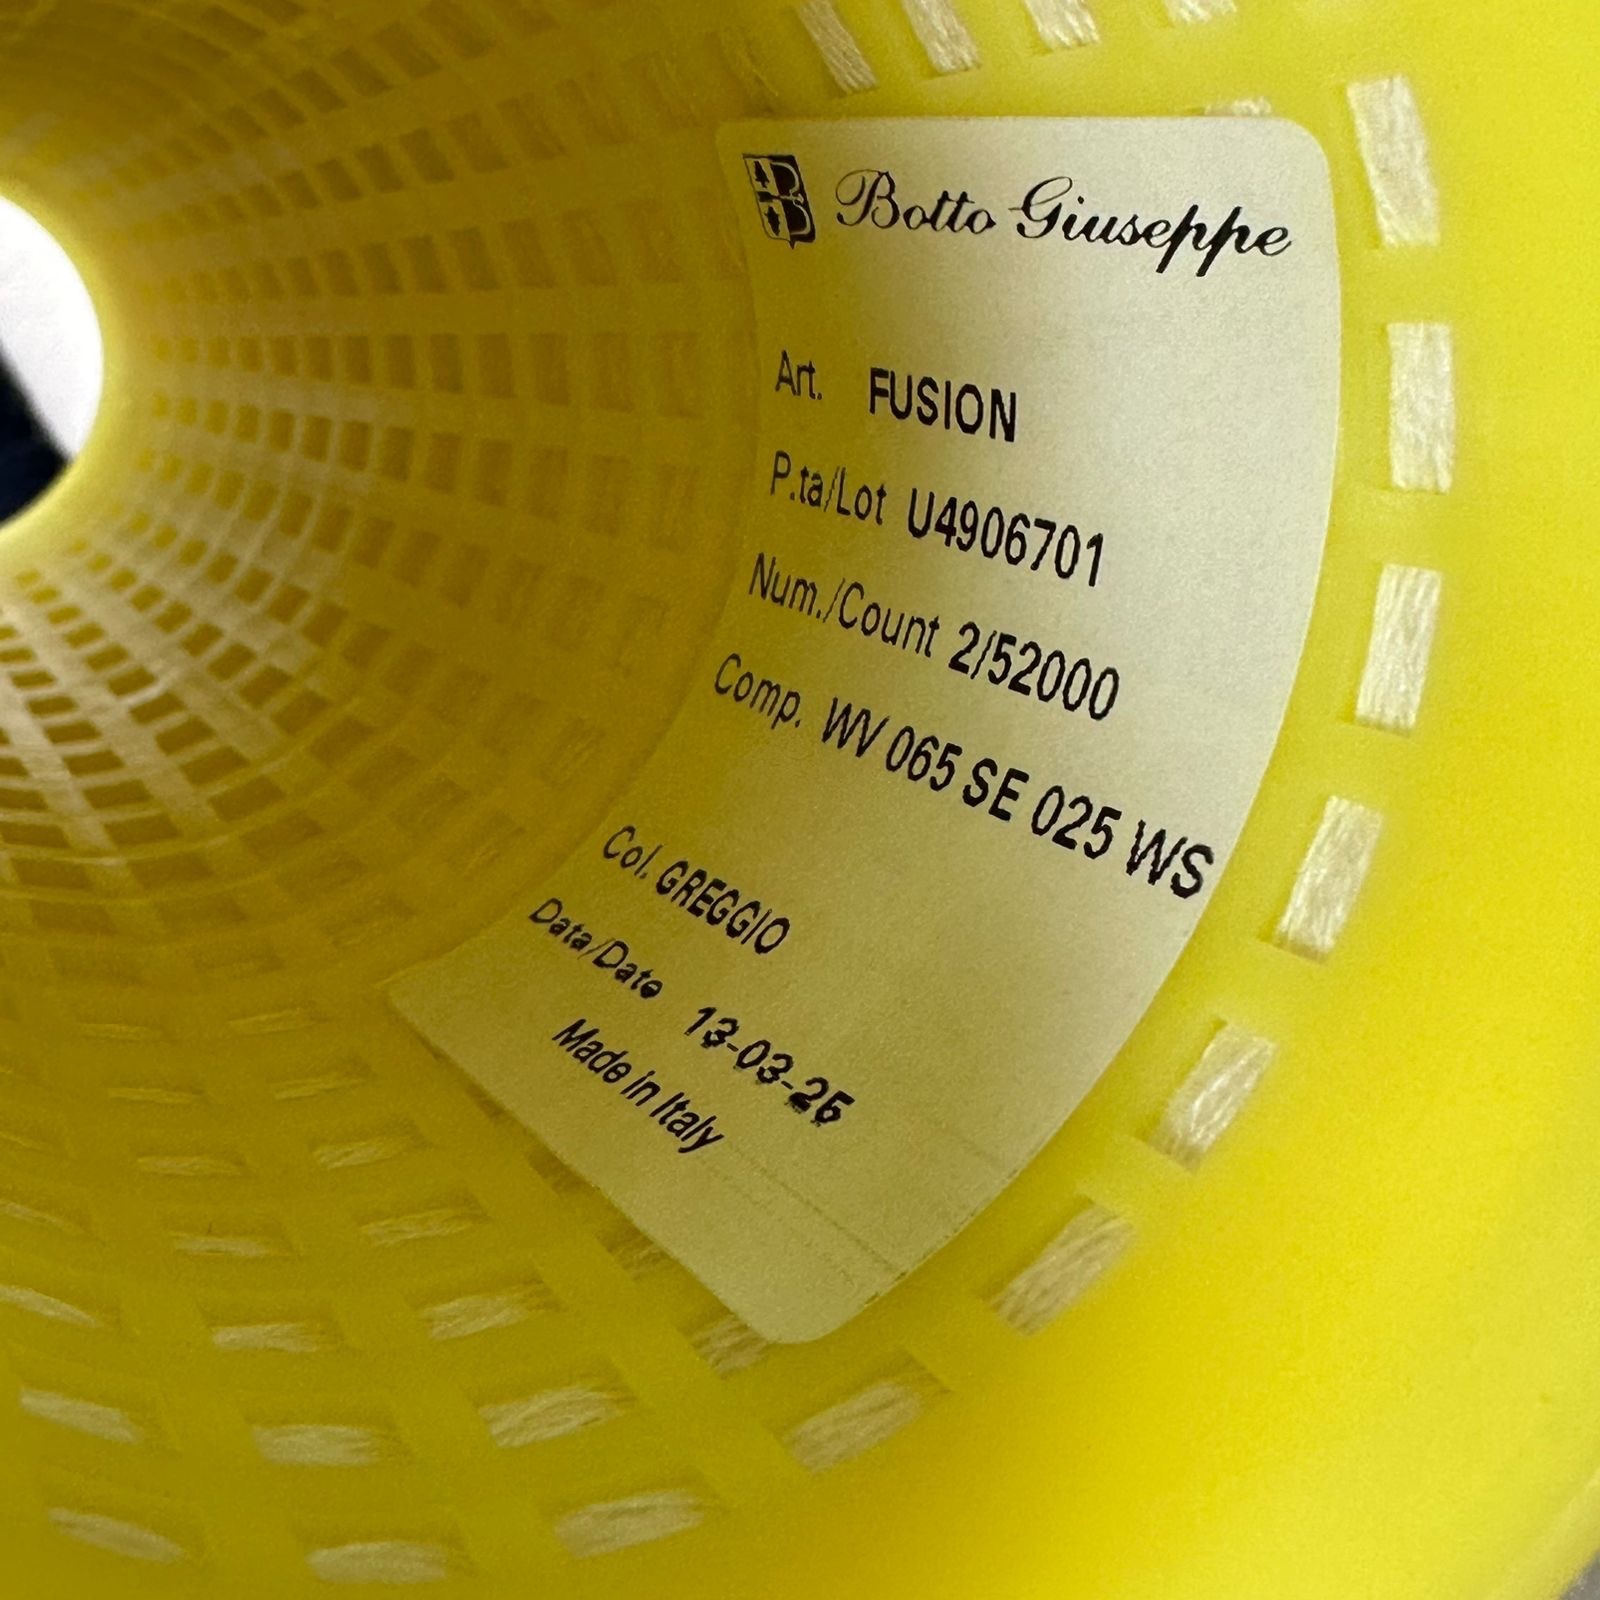 Botto Giuseppe
Art. FUSION
P.ta/Lot U4906701
Num./Count 2/52000
Comp. WV 065 SE 025 WS
Col. GREGGIO
Data/Date 13-03-25
Made in Italy